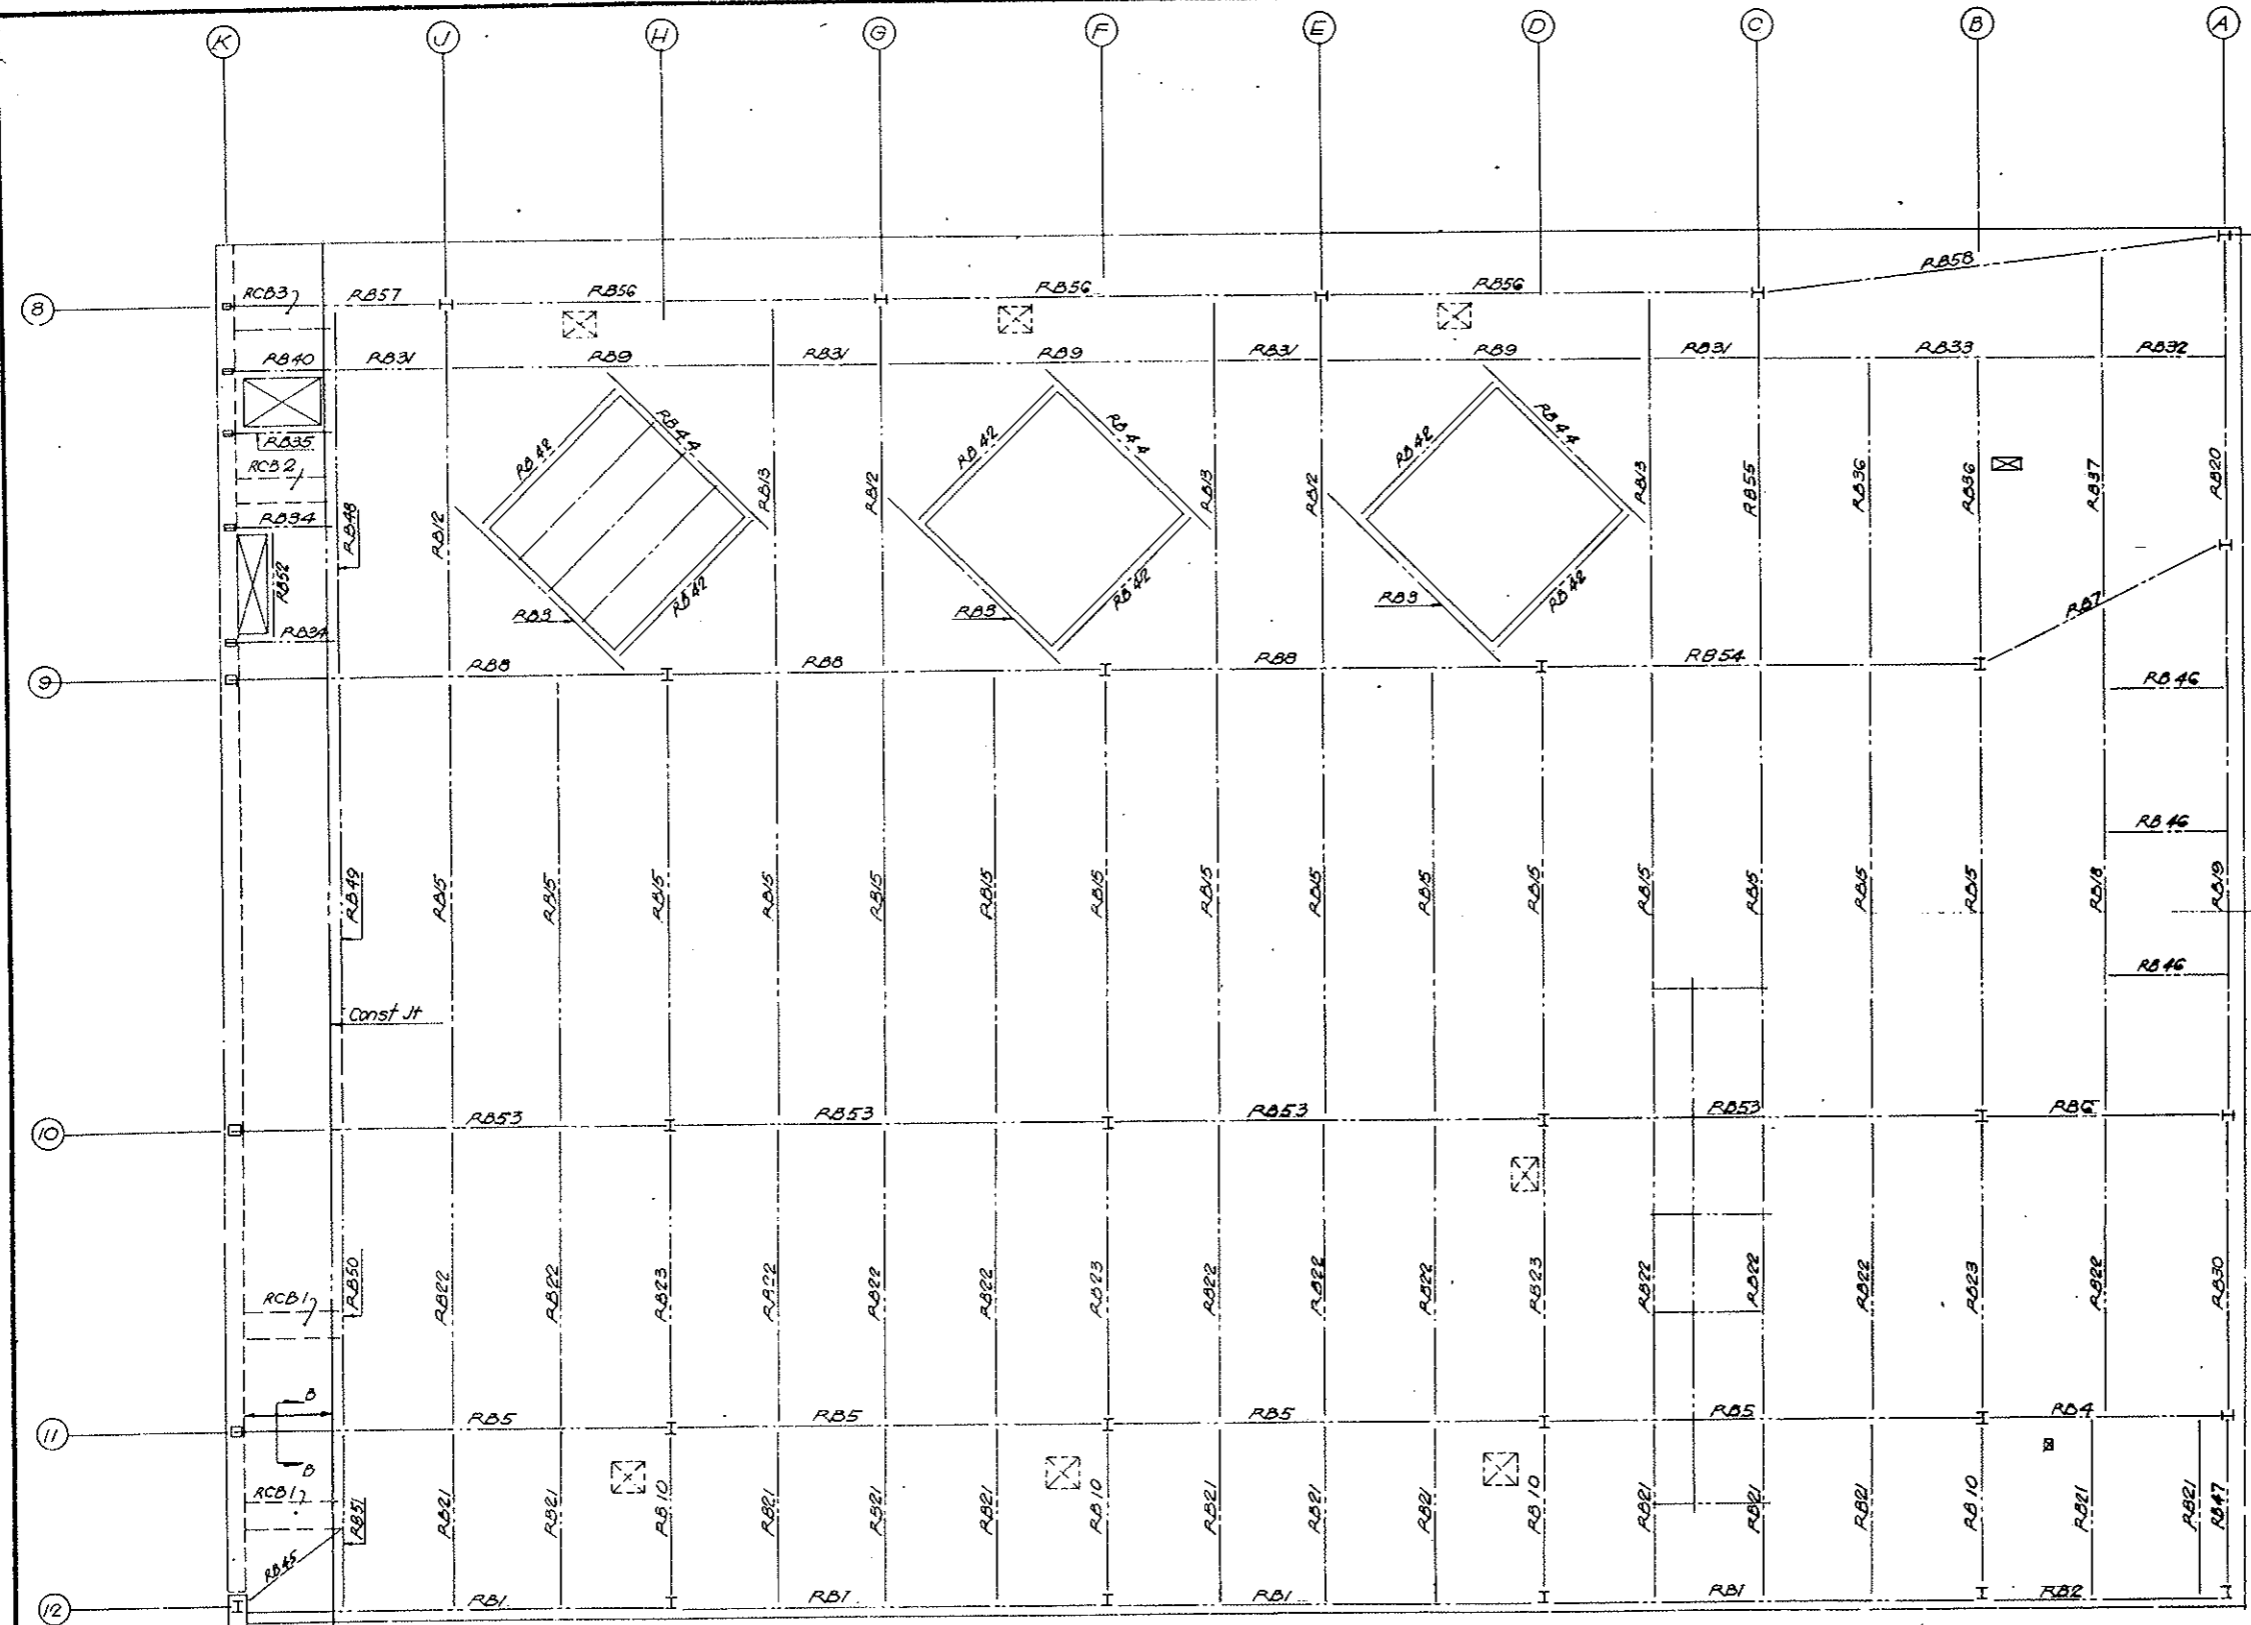 K J H G F E D C B A
8
RCB3 RB57 RB56 RB56 RB56 RB58
RB40 RB31 RB9 RB31 RB9 RB31 RB9 RB31 RB33 RB32
RB35
RCB2
RB34
RB48
RB52
RB34
RB12 RB42 RB44 RB13 RB12 RB42 RB44 RB13 RB12 RB42 RB44 RB13 RB55 RB36 RB36 RB37 RB20
RB3 RB42 RB3 RB42 RB3 RB42 RB7
9
RB8 RB8 RB8 RB54
RB46
RB46
RB49 RB15 RB15 RB15 RB15 RB15 RB15 RB15 RB15 RB15 RB15 RB15 RB15 RB15 RB15 RB15 RB18 RB19
RB46
Const Jt
10
RB53 RB53 RB53 RB53 RB6
RCB1 RB50 RB22 RB22 RB23 RB22 RB22 RB22 RB23 RB22 RB22 RB22 RB23 RB22 RB22 RB22 RB23 RB22 RB30
B
11
RB5 RB5 RB5 RB5 RB4
B
RCB1 RB51 RB21 RB21 RB10 RB21 RB21 RB21 RB10 RB21 RB21 RB21 RB10 RB21 RB21 RB21 RB10 RB21 RB21 RB47
RB45
12
RB1 RB1 RB1 RB1 RB2